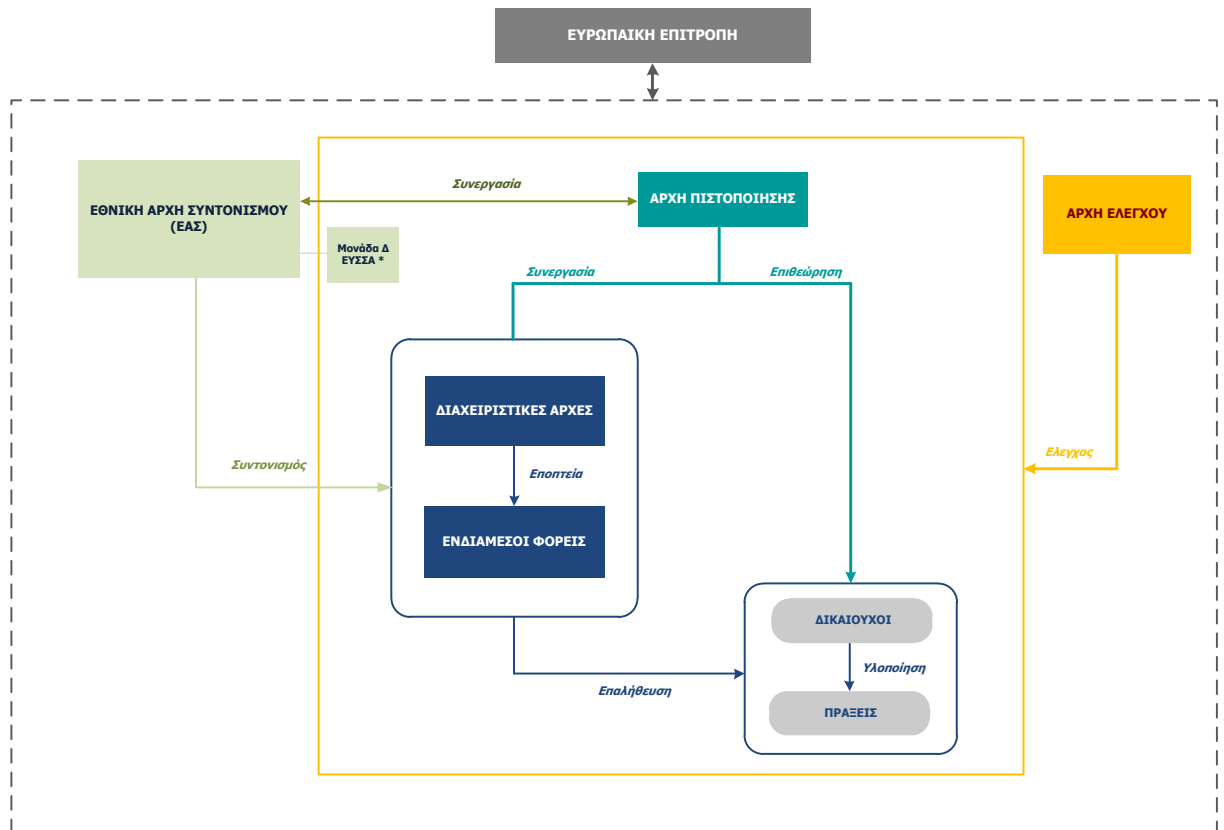 ΕΥΡΩΠΑΙΚΗ ΕΠΙΤΡΟΠΗ
ΕΘΝΙΚΗ ΑΡΧΗ ΣΥΝΤΟΝΙΣΜΟΥ
(ΕΑΣ)
Συνεργασία
ΑΡΧΗ ΠΙΣΤΟΠΟΙΗΣΗΣ
ΑΡΧΗ ΕΛΕΓΧΟΥ
Μονάδα Δ
ΕΥΣΣΑ *
Συνεργασία
Επιθεώρηση
ΔΙΑΧΕΙΡΙΣΤΙΚΕΣ ΑΡΧΕΣ
Συντονισμός
Εποπτεία
Ελεγχος
ΕΝΔΙΑΜΕΣΟΙ ΦΟΡΕΙΣ
ΔΙΚΑΙΟΥΧΟΙ
Υλοποίηση
Επαλήθευση
ΠΡΑΞΕΙΣ